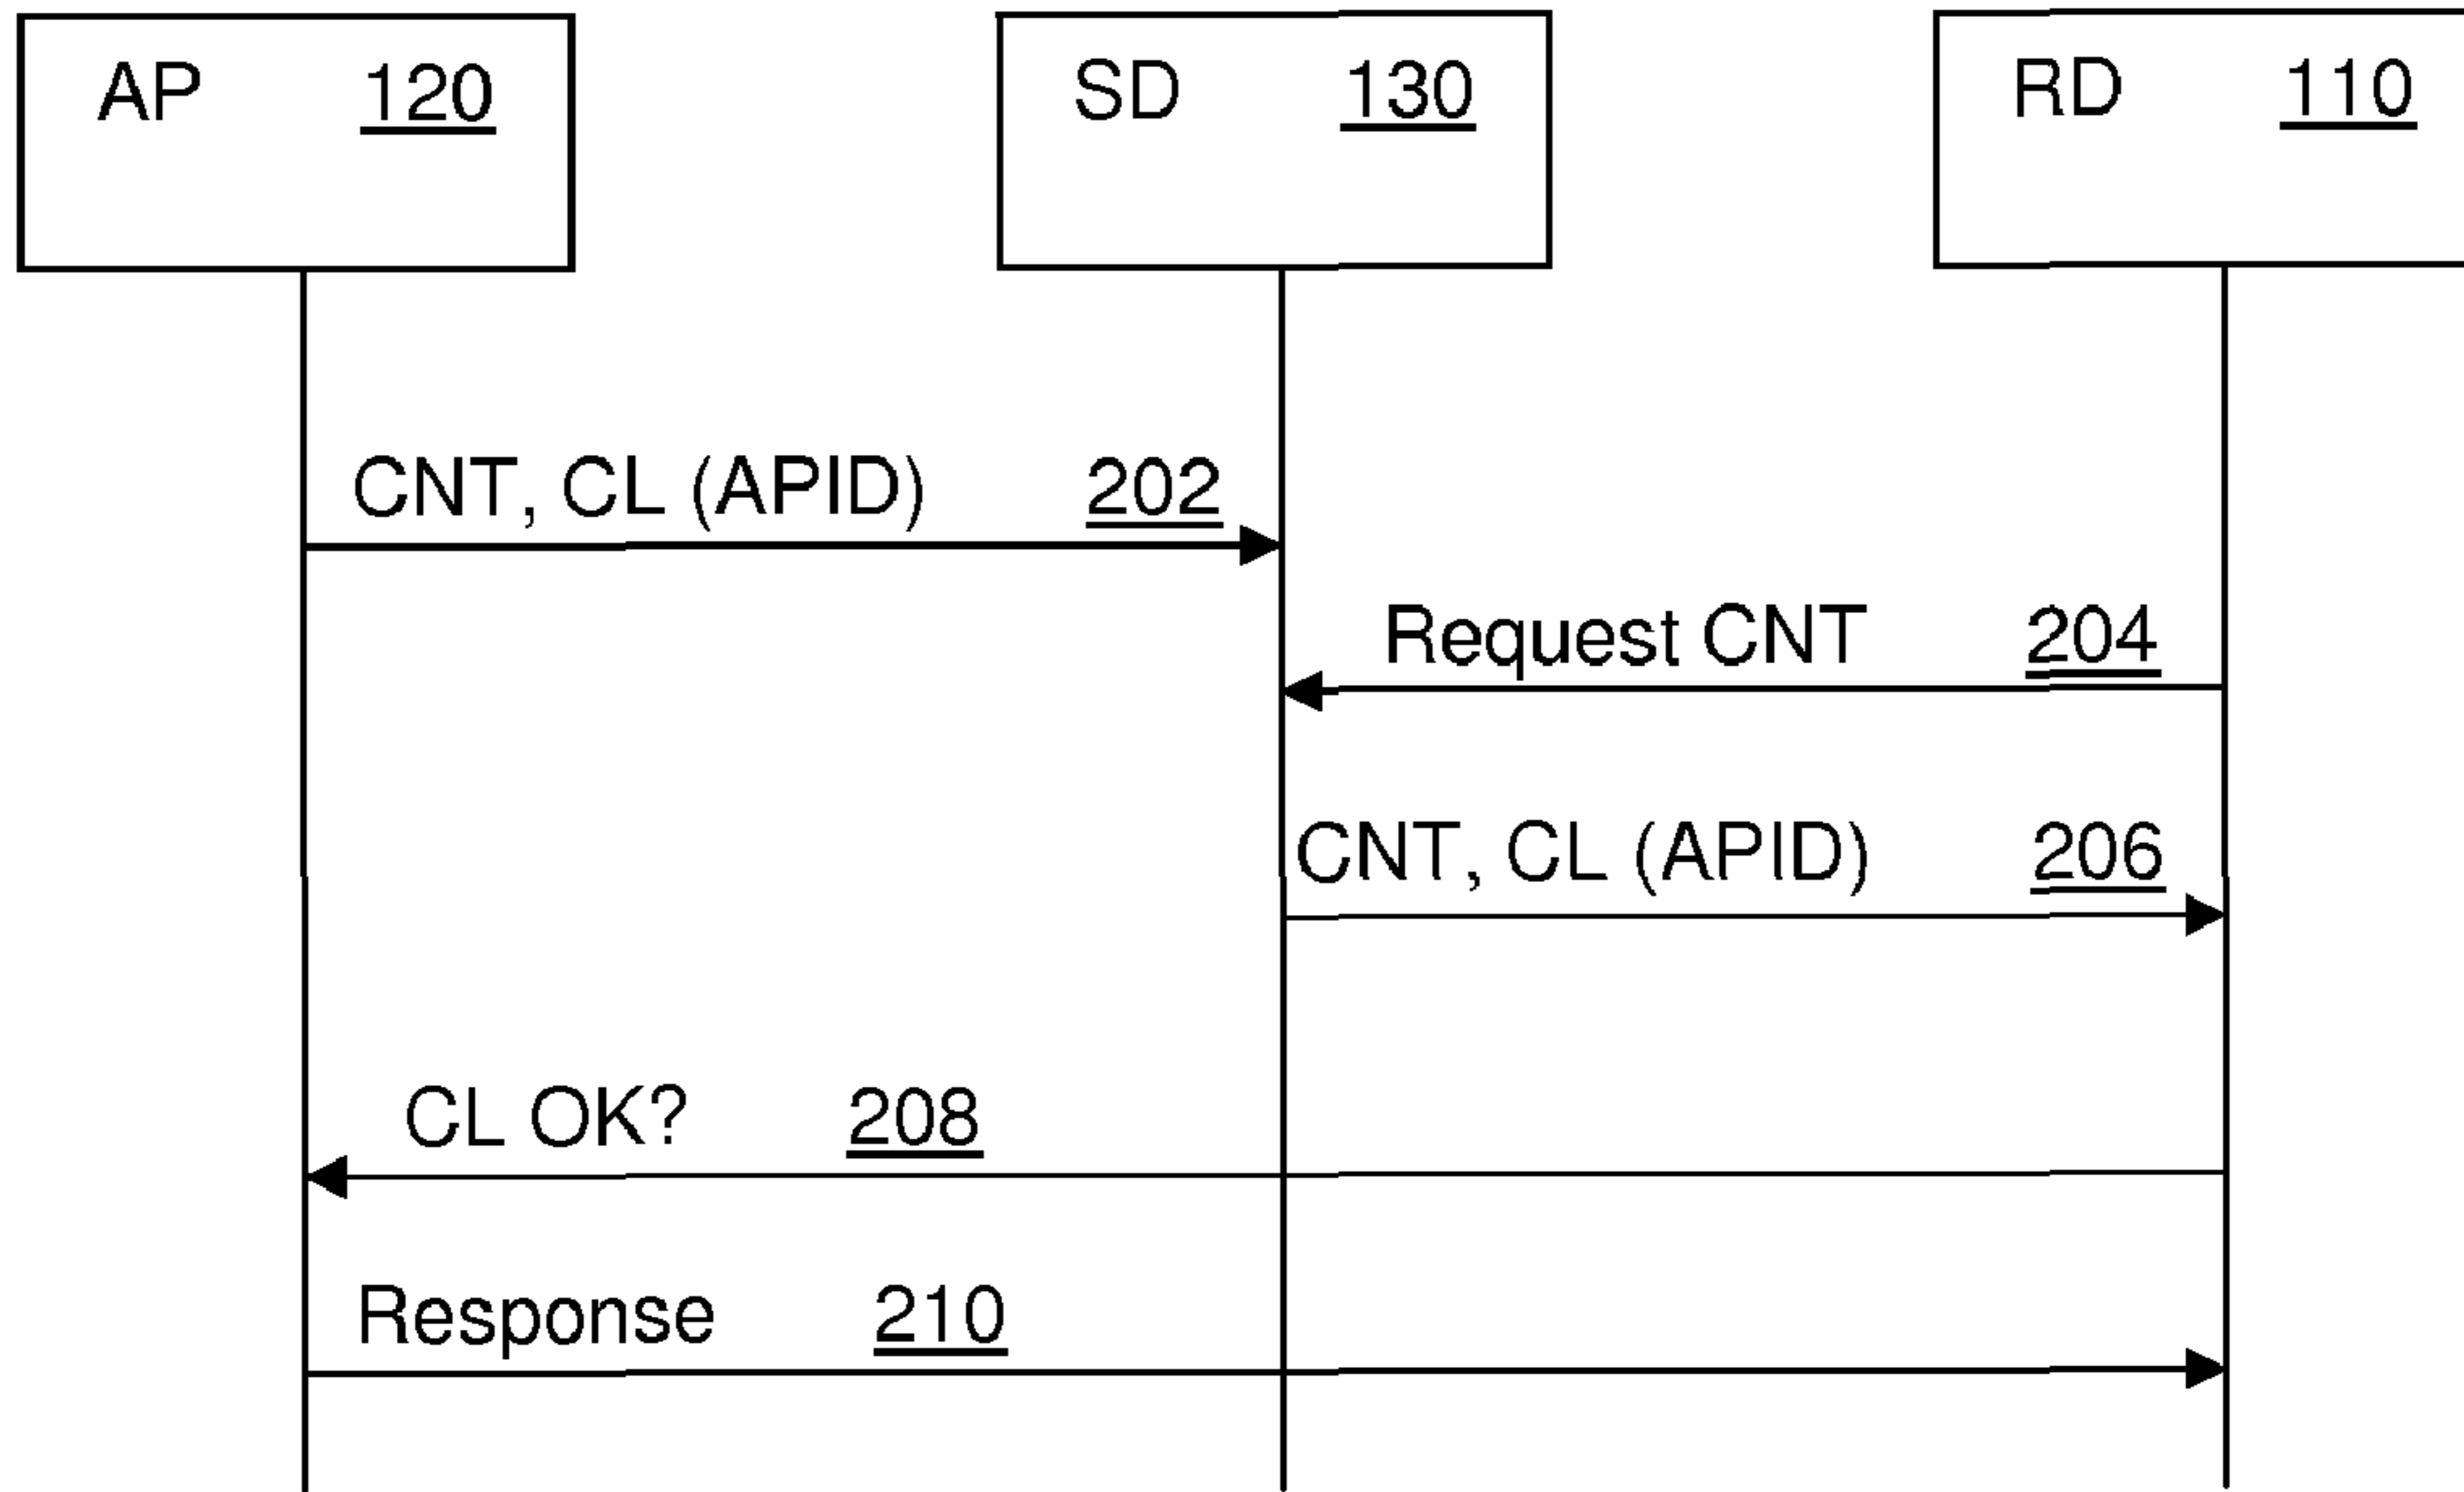 AP 120
SD 130
RD 110
CNT, CL (APID) 202
Request CNT 204
CNT, CL (APID) 206
CL OK? 208
Response 210